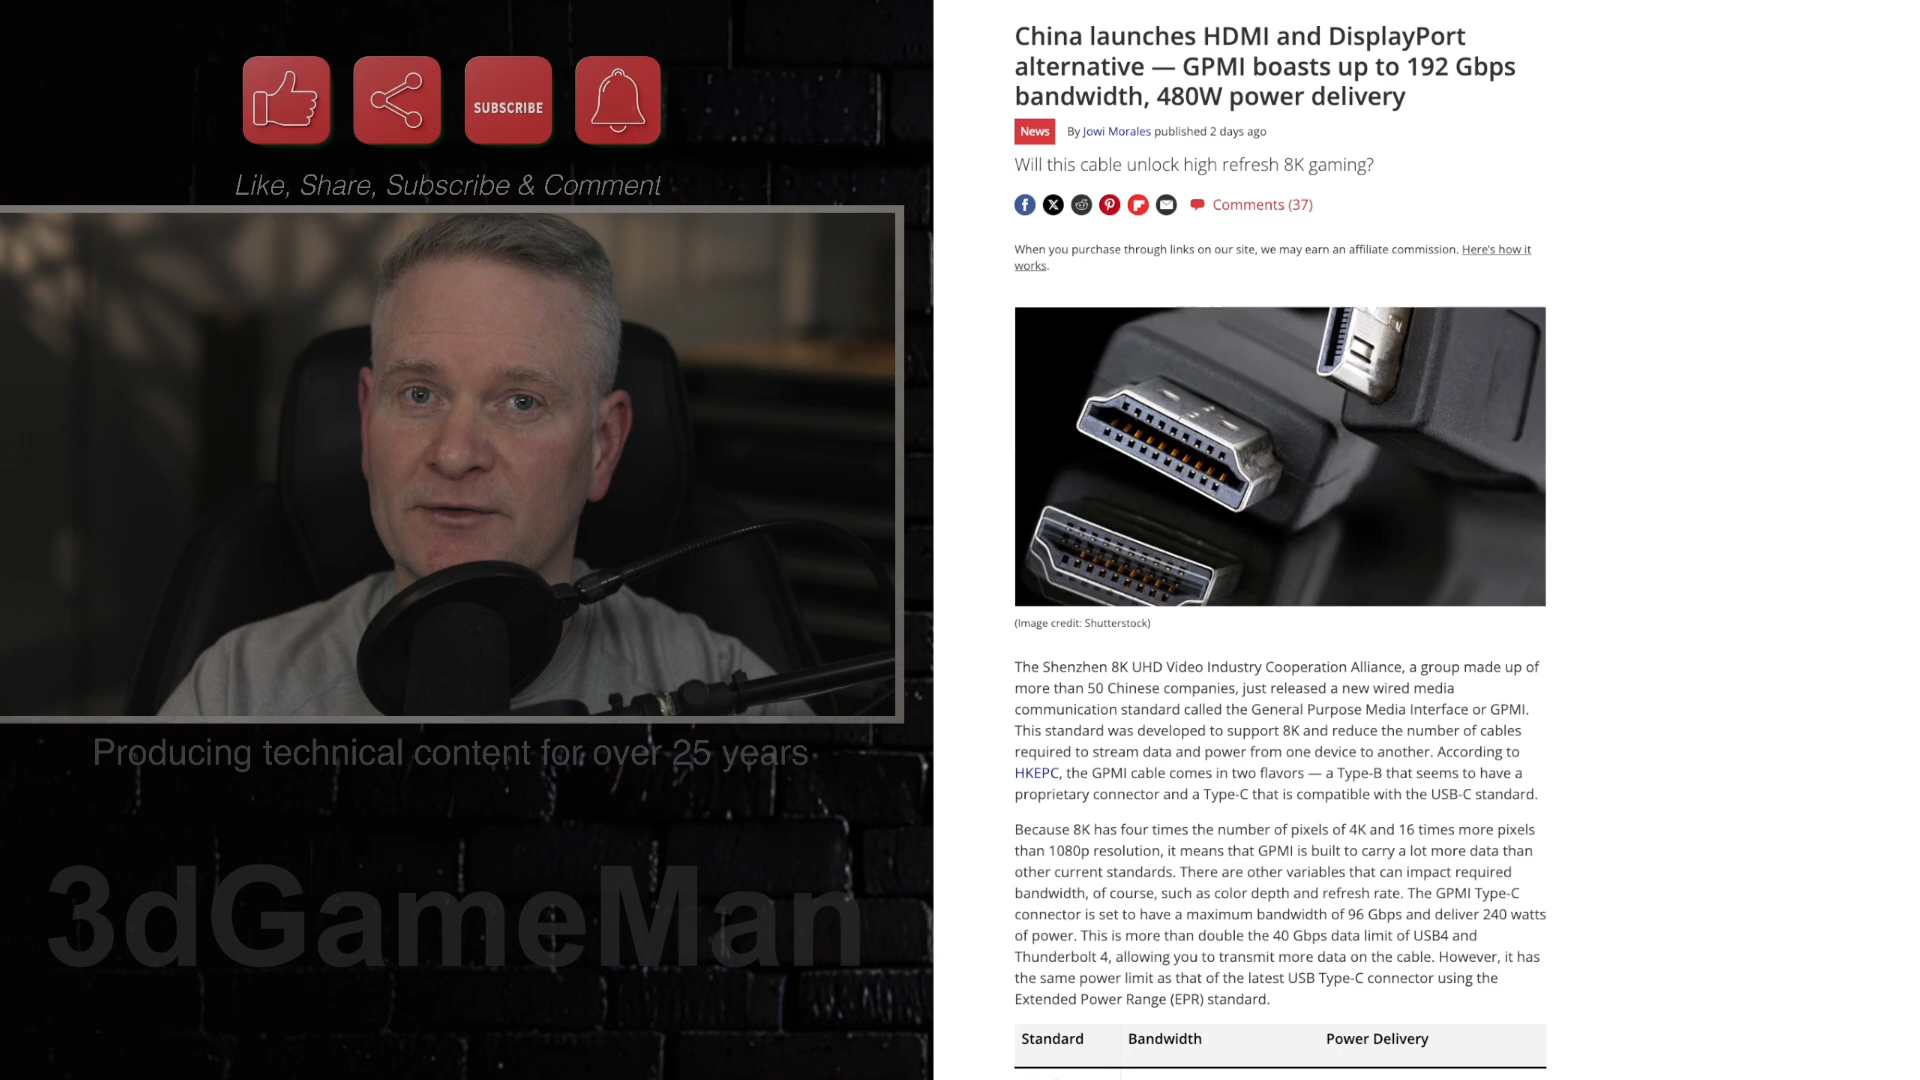 SUBSCRIBE
Like, Share, Subscribe & Comment
Producing technical content for over 25 years
3dGameMan
China launches HDMI and DisplayPort
alternative — GPMI boasts up to 192 Gbps
bandwidth, 480W power delivery
News By Jowi Morales published 2 days ago
Will this cable unlock high refresh 8K gaming?
Comments (37)
When you purchase through links on our site, we may earn an affiliate commission. Here's how it
works.
(Image credit: Shutterstock)
The Shenzhen 8K UHD Video Industry Cooperation Alliance, a group made up of
more than 50 Chinese companies, just released a new wired media
communication standard called the General Purpose Media Interface or GPMI.
This standard was developed to support 8K and reduce the number of cables
required to stream data and power from one device to another. According to
HKEPC, the GPMI cable comes in two flavors — a Type-B that seems to have a
proprietary connector and a Type-C that is compatible with the USB-C standard.
Because 8K has four times the number of pixels of 4K and 16 times more pixels
than 1080p resolution, it means that GPMI is built to carry a lot more data than
other current standards. There are other variables that can impact required
bandwidth, of course, such as color depth and refresh rate. The GPMI Type-C
connector is set to have a maximum bandwidth of 96 Gbps and deliver 240 watts
of power. This is more than double the 40 Gbps data limit of USB4 and
Thunderbolt 4, allowing you to transmit more data on the cable. However, it has
the same power limit as that of the latest USB Type-C connector using the
Extended Power Range (EPR) standard.
Standard Bandwidth Power Delivery